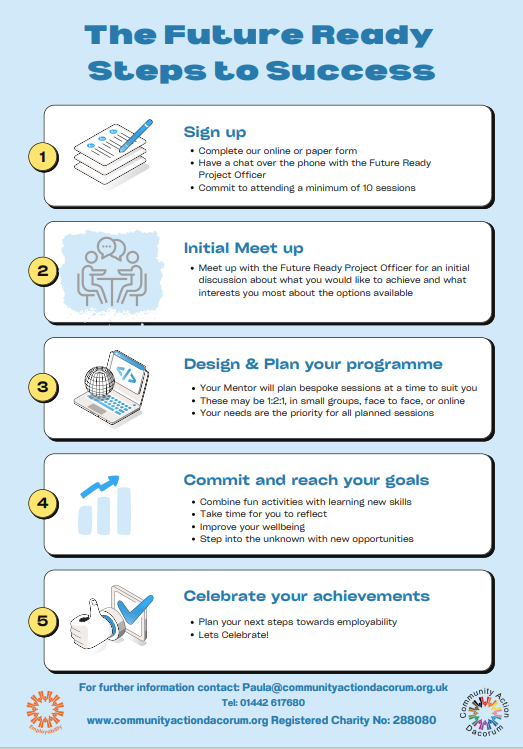 The Future Ready
Steps to Success
1
Sign up
• Complete our online or paper form
• Have a chat over the phone with the Future Ready
Project Officer
• Commit to attending a minimum of 10 sessions
2
Initial Meet up
• Meet up with the Future Ready Project Officer for an initial
discussion about what you would like to achieve and what
interests you most about the options available
3
</>
Design & Plan your programme
• Your Mentor will plan bespoke sessions at a time to suit you
• These may be 1:2:1, in small groups, face to face, or online
• Your needs are the priority for all planned sessions
4
Commit and reach your goals
• Combine fun activities with learning new skills
• Take time for you to reflect
• Improve your wellbeing
• Step into the unknown with new opportunities
5
Celebrate your achievements
• Plan your next steps towards employability
• Lets Celebrate!
For further information contact: Paula@communityactiondacorum.org.uk
Tel: 01442 617680
www.communityactiondacorum.org Registered Charity No: 288080
Employability
Community Action
Dacorum